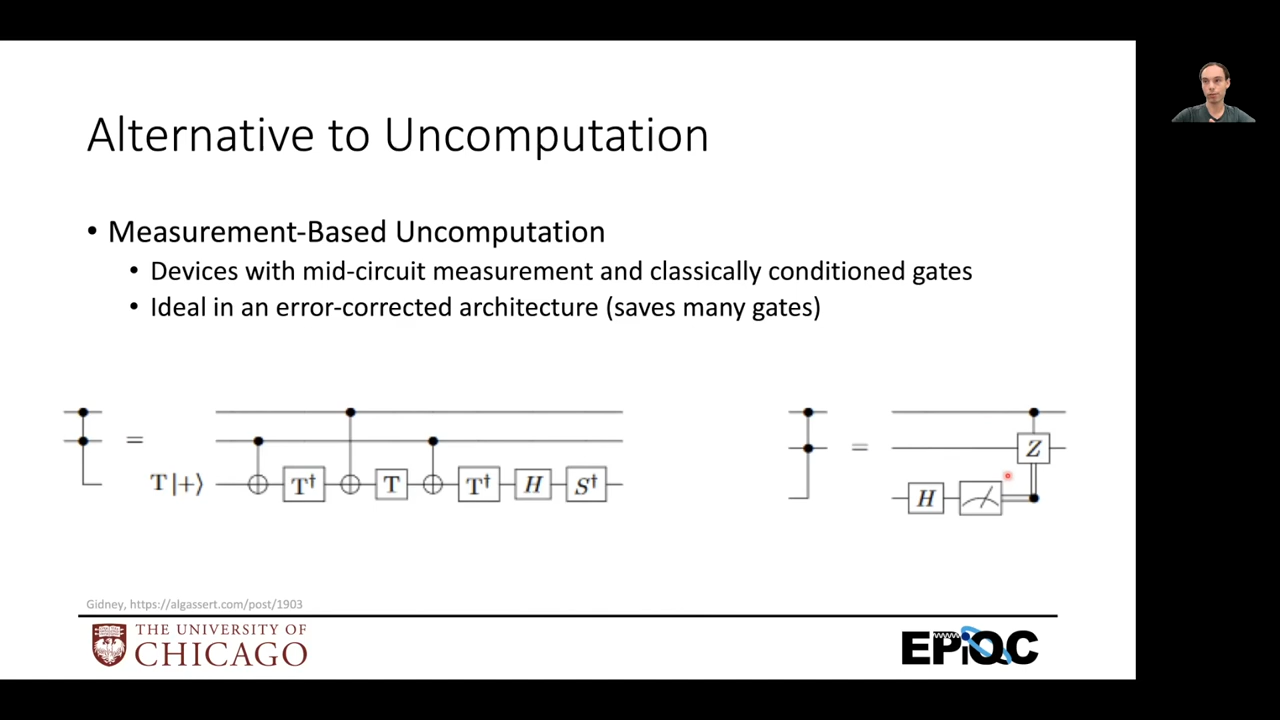 Alternative to Uncomputation
• Measurement-Based Uncomputation
• Devices with mid-circuit measurement and classically conditioned gates
• Ideal in an error-corrected architecture (saves many gates)
= T |+⟩ T† T T† H S†
= H Z
Gidney, https://algassert.com/post/1903
THE UNIVERSITY OF
CHICAGO
EPiQC